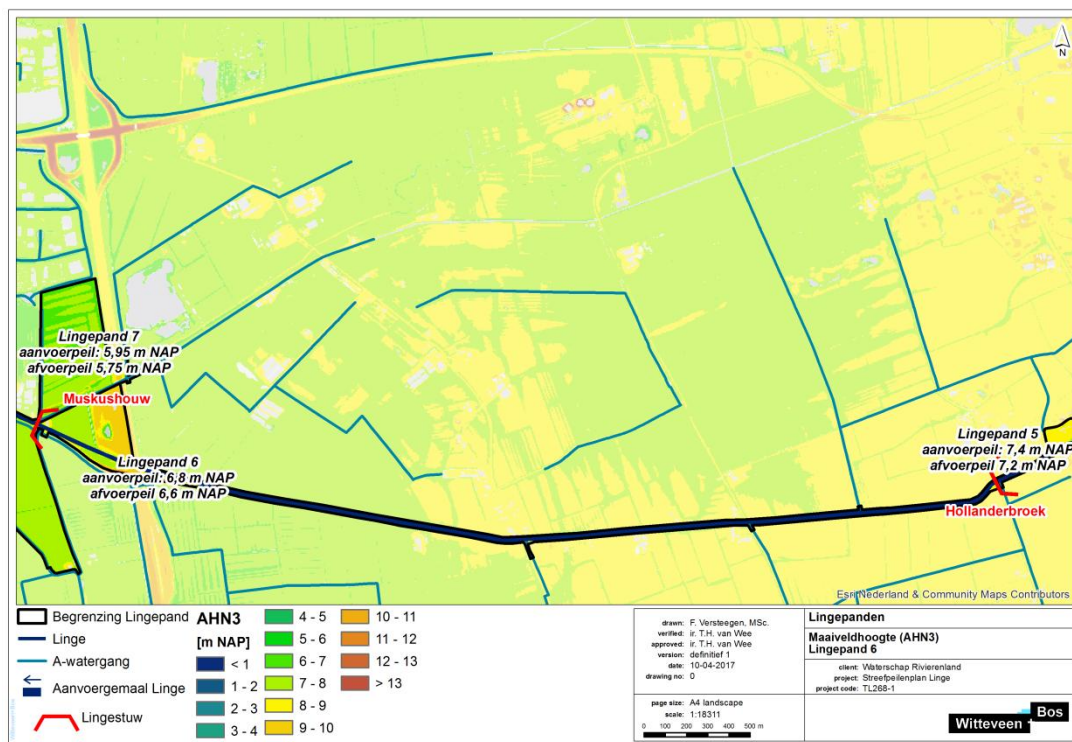 N
Lingepand 7
aanvoerpeil: 5,95 m NAP
afvoerpeil 5,75 m NAP
Muskushouw
Lingepand 6
aanvoerpeil: 6,8 m NAP
afvoerpeil 6,6 m NAP
Lingepand 5
aanvoerpeil: 7,4 m NAP
afvoerpeil 7,2 m NAP
Hollanderbroek
Esri Nederland & Community Maps Contributors
Begrenzing Lingepand
Linge
A-watergang
Aanvoergemaal Linge
Lingestuw
AHN3
[m NAP]
< 1
1 - 2
2 - 3
3 - 4
4 - 5
5 - 6
6 - 7
7 - 8
8 - 9
9 - 10
10 - 11
11 - 12
12 - 13
> 13
drawn: F. Versteegen, MSc.
verified: ir. T.H. van Wee
approved: ir. T.H. van Wee
version: definitief 1
date: 10-04-2017
drawing no: 0
page size: A4 landscape
scale: 1:18311
0 100 200 300 400 500 m
Lingepanden
Maaiveldhoogte (AHN3)
Lingepand 6
client: Waterschap Rivierenland
project: Streefpeilenplan Linge
project code: TL268-1
Witteveen + Bos